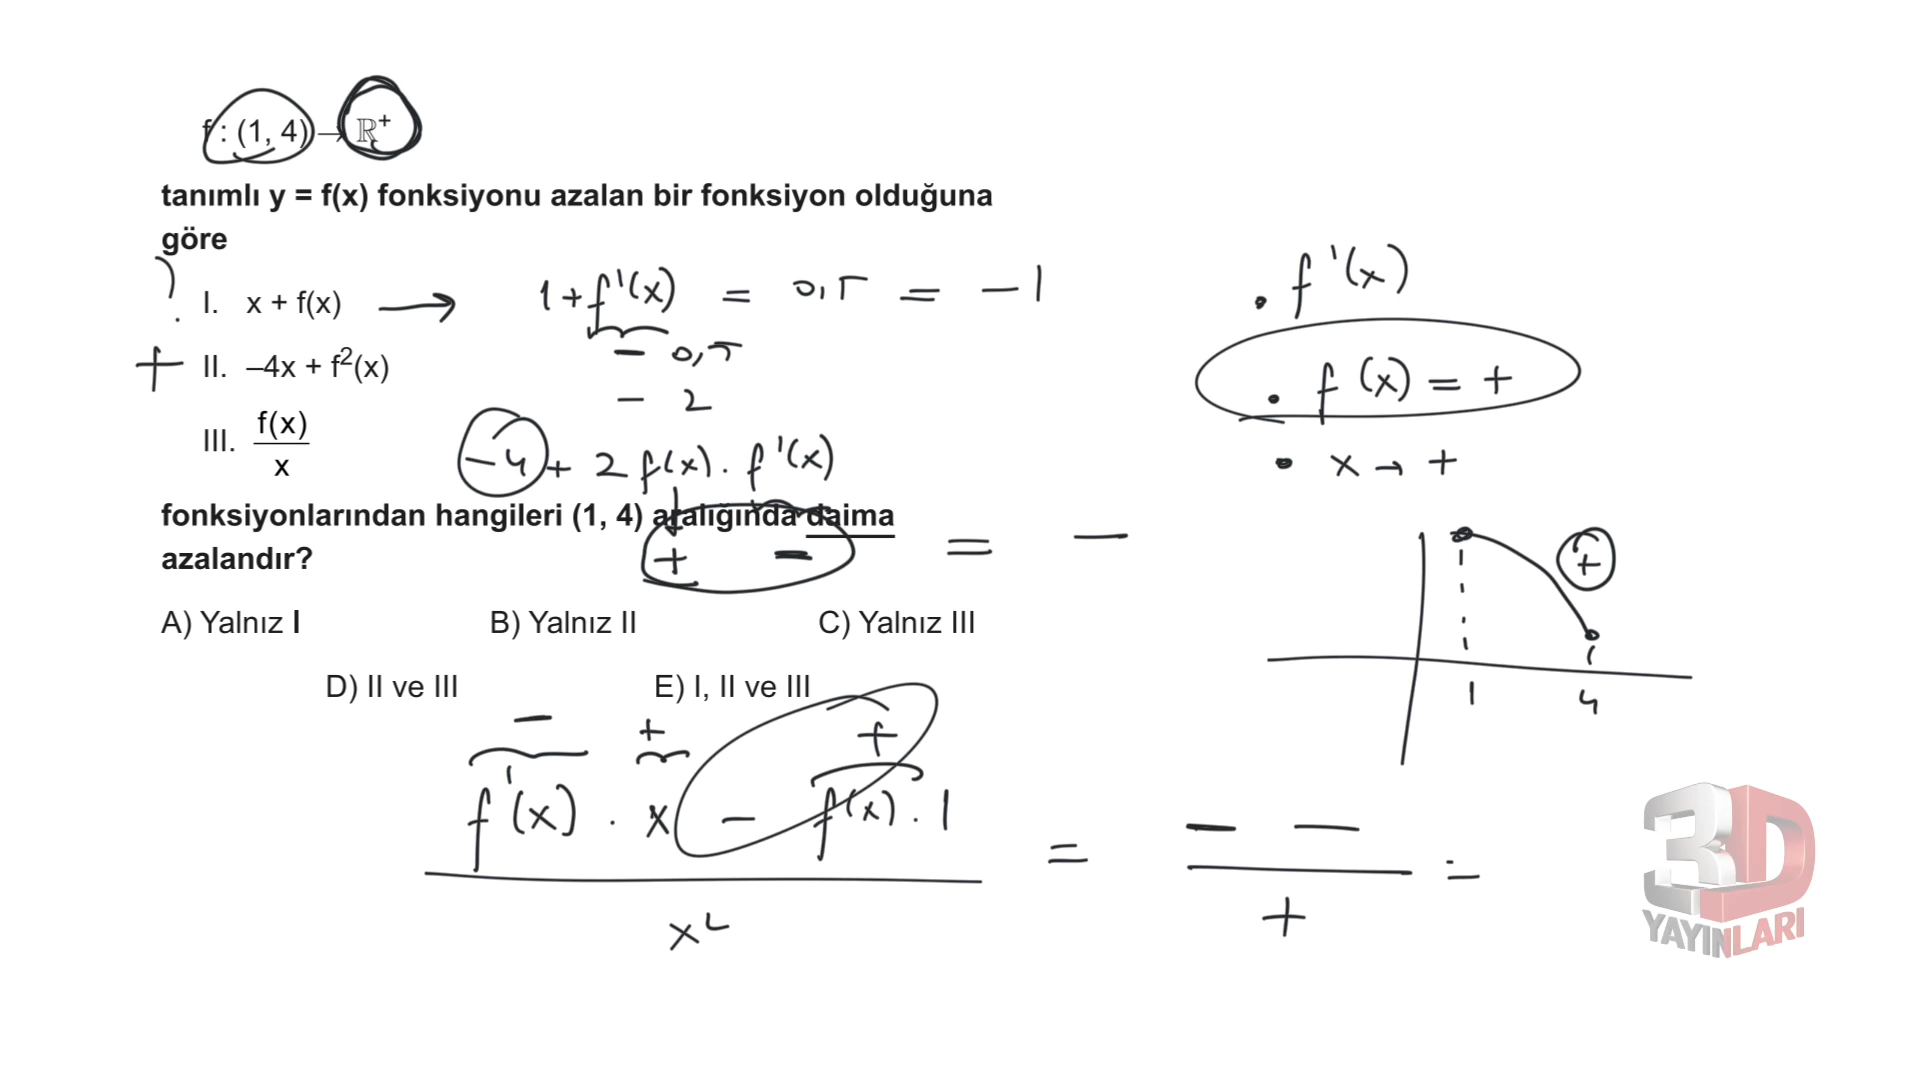 f : (1, 4) → ℝ⁺
tanımlı y = f(x) fonksiyonu azalan bir fonksiyon olduğuna
göre
? I. x + f(x) → 1 + f'(x) = 0,5 = -1
- 0,5
- 2
+ II. –4x + f²(x)
-4 + 2 f(x) . f'(x)
III. f(x)/x
fonksiyonlarından hangileri (1, 4) aralığında daima
azalandır?
+ - = -
A) Yalnız I B) Yalnız II C) Yalnız III
D) II ve III E) I, II ve III
- + +
f'(x) . x - f(x) . 1
x²
= - - / + =
. f'(x)
. f(x) = +
• x → +
+
1 4
3D
YAYINLARI